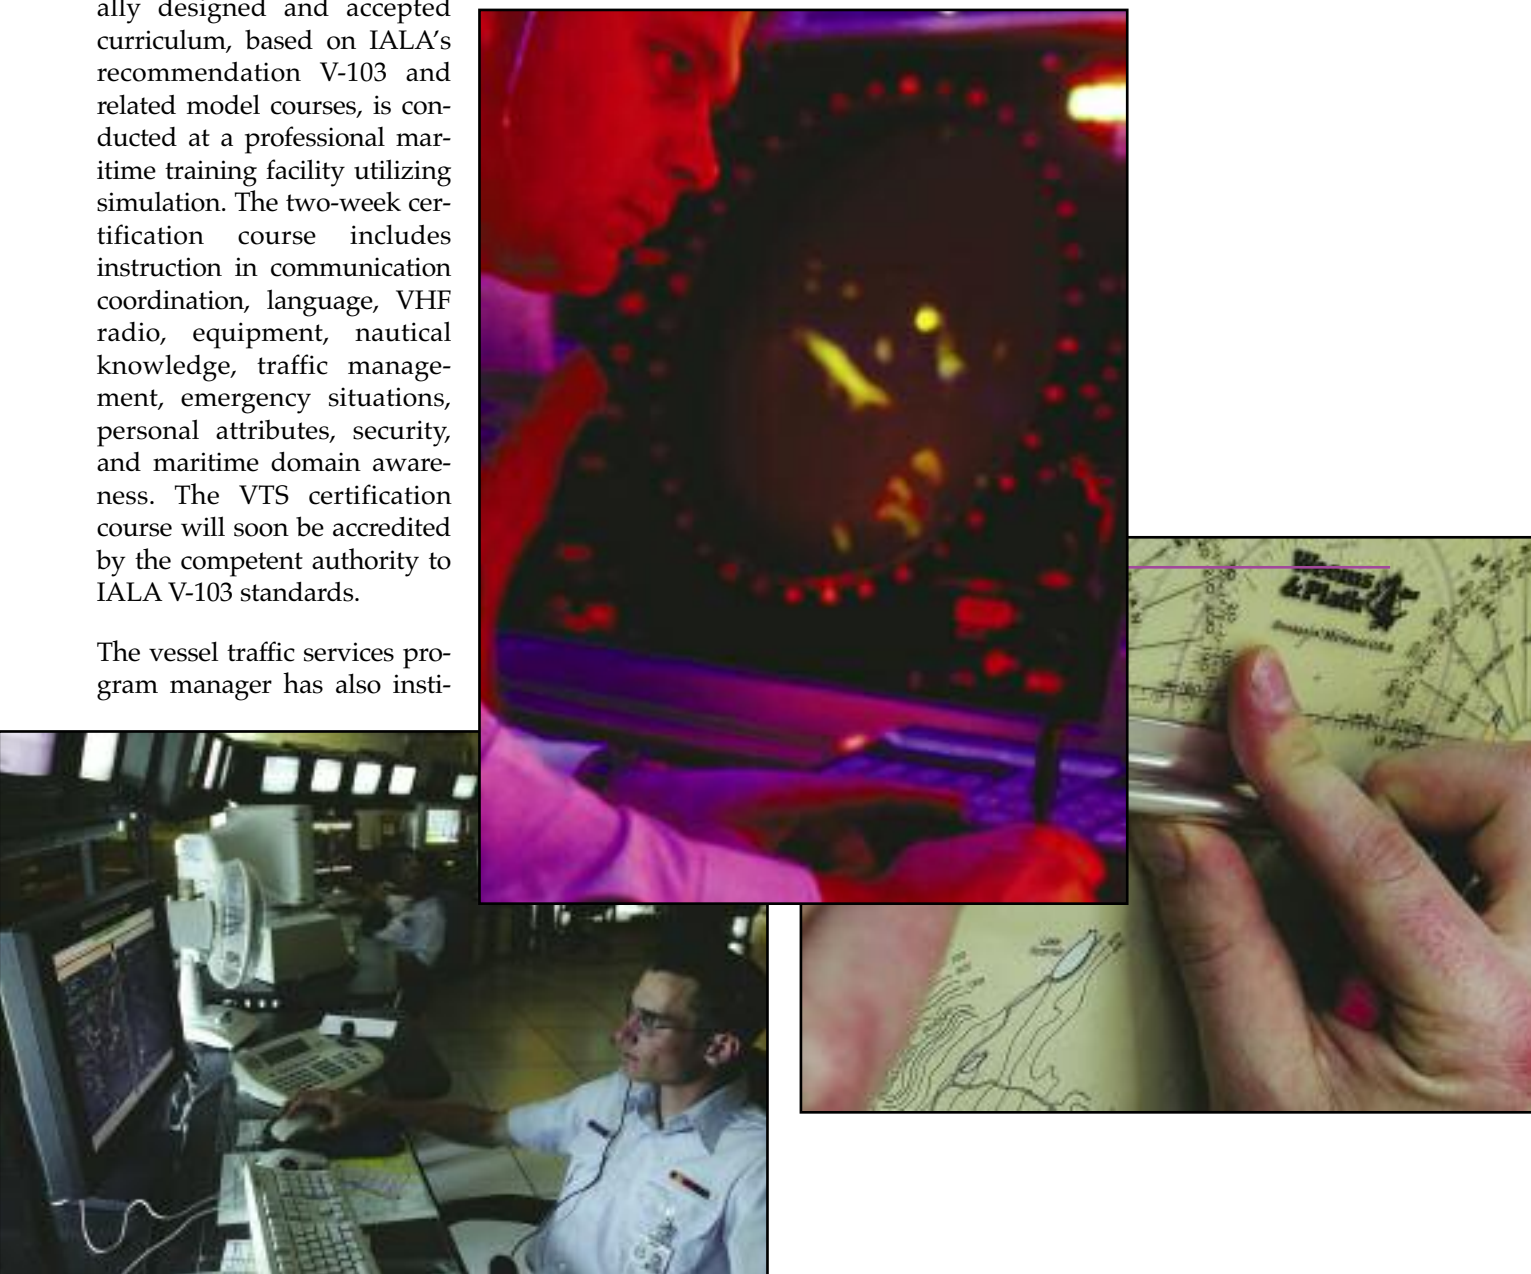 ally designed and accepted
curriculum, based on IALA’s
recommendation V-103 and
related model courses, is con-
ducted at a professional mar-
itime training facility utilizing
simulation. The two-week cer-
tification course includes
instruction in communication
coordination, language, VHF
radio, equipment, nautical
knowledge, traffic manage-
ment, emergency situations,
personal attributes, security,
and maritime domain aware-
ness. The VTS certification
course will soon be accredited
by the competent authority to
IALA V-103 standards.
The vessel traffic services pro-
gram manager has also insti-
Weems
& Plath